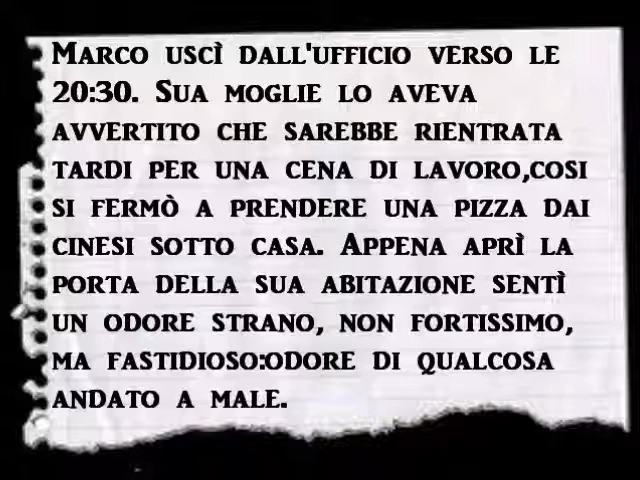 Marco uscì dall'ufficio verso le
20:30. Sua moglie lo aveva
avvertito che sarebbe rientrata
tardi per una cena di lavoro,cosi
si fermò a prendere una pizza dai
cinesi sotto casa. Appena aprì la
porta della sua abitazione sentì
un odore strano, non fortissimo,
ma fastidioso:odore di qualcosa
andato a male.